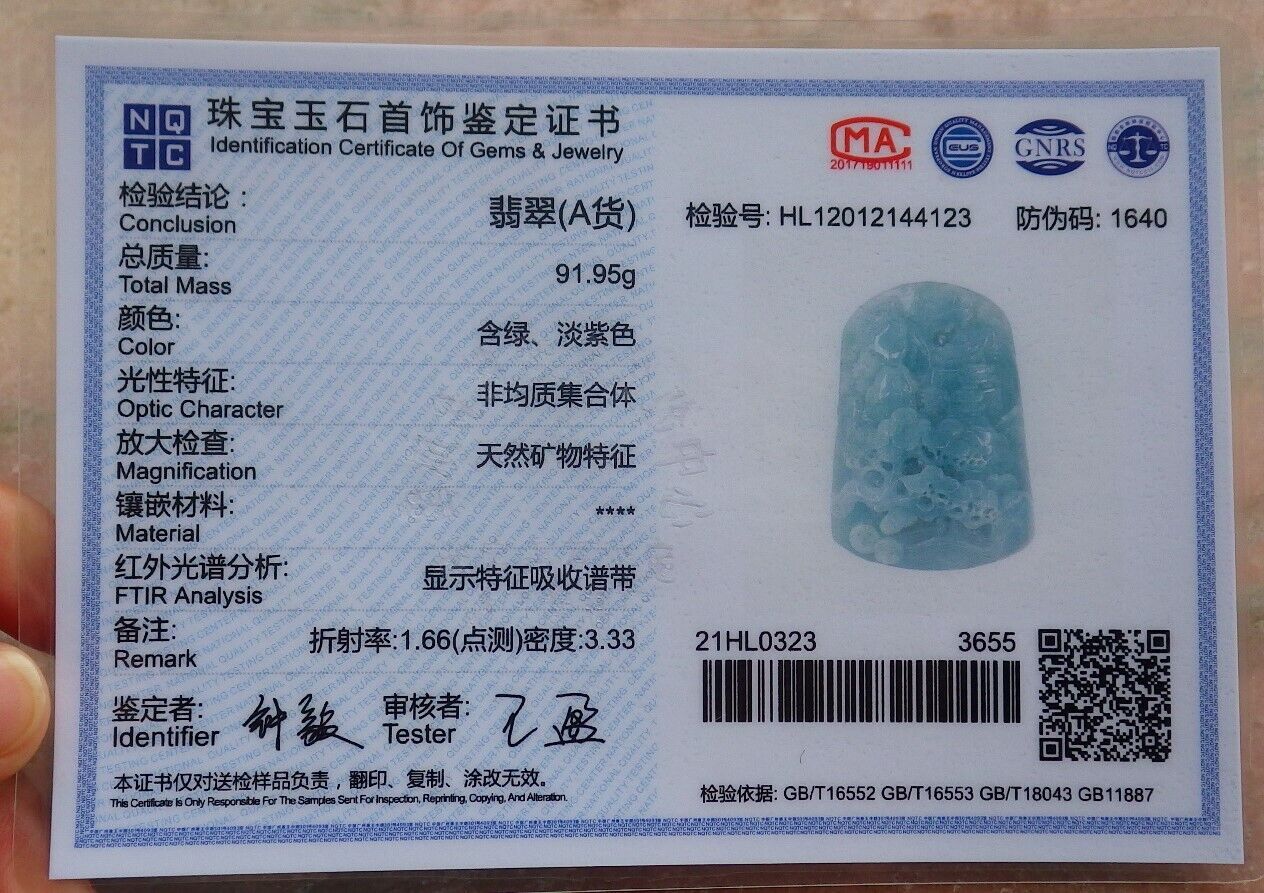 NQ
TC
珠宝玉石首饰鉴定证书
Identification Certificate Of Gems & Jewelry
MA
GNRS
检验结论：
Conclusion
翡翠(A货)
总质量:
Total Mass
91.95g
颜色:
Color
含绿、淡紫色
光性特征:
Optic Character
非均质集合体
放大检查:
Magnification
天然矿物特征
镶嵌材料:
Material
****
红外光谱分析:
FTIR Analysis
显示特征吸收谱带
备注:
Remark
折射率:1.66(点测)密度:3.33
鉴定者:
Identifier
审核者:
Tester
本证书仅对送检样品负责，翻印、复制、涂改无效。
This Certificate Is Only Responsible For The Samples Sent For Inspection, Reprinting, Copying, And Alteration.
检验号: HL12012144123 防伪码: 1640
21HL0323 3655
检验依据: GB/T16552 GB/T16553 GB/T18043 GB11887